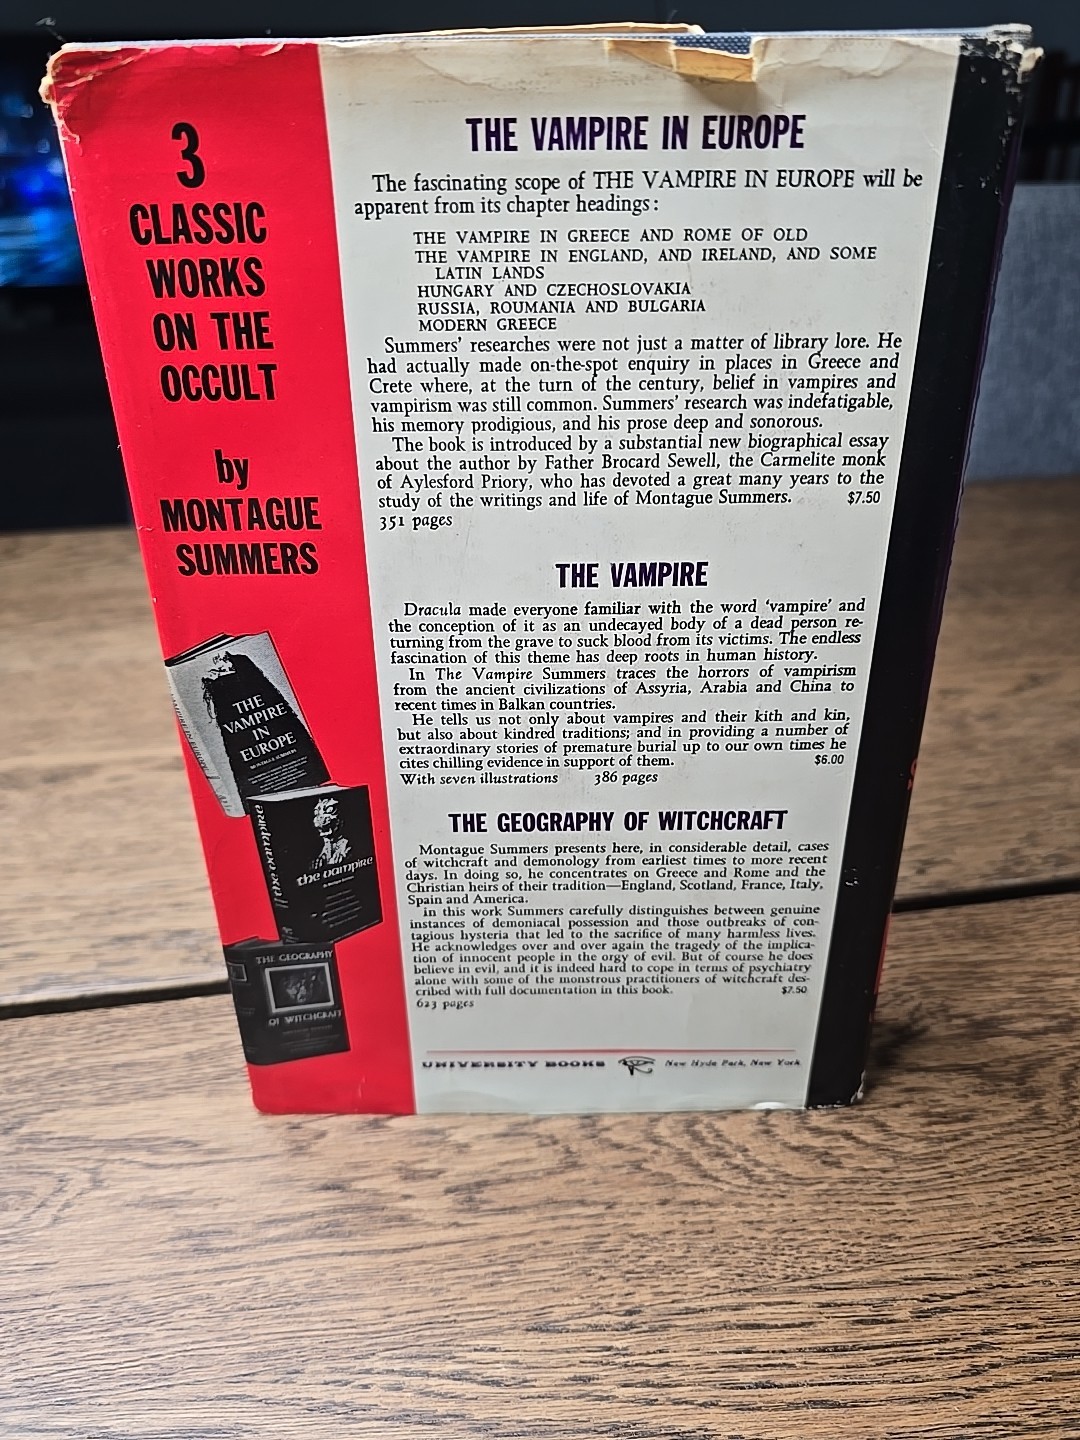 3
CLASSIC
WORKS
ON THE
OCCULT
by
MONTAGUE
SUMMERS
THE
VAMPIRE
IN
EUROPE
the vampire
the vampire
THE GEOGRAPHY
OF WITCHCRAFT
THE VAMPIRE IN EUROPE
The fascinating scope of THE VAMPIRE IN EUROPE will be
apparent from its chapter headings:
THE VAMPIRE IN GREECE AND ROME OF OLD
THE VAMPIRE IN ENGLAND, AND IRELAND, AND SOME
LATIN LANDS
HUNGARY AND CZECHOSLOVAKIA
RUSSIA, ROUMANIA AND BULGARIA
MODERN GREECE
Summers' researches were not just a matter of library lore. He
had actually made on-the-spot enquiry in places in Greece and
Crete where, at the turn of the century, belief in vampires and
vampirism was still common. Summers' research was indefatigable,
his memory prodigious, and his prose deep and sonorous.
The book is introduced by a substantial new biographical essay
about the author by Father Brocard Sewell, the Carmelite monk
of Aylesford Priory, who has devoted a great many years to the
study of the writings and life of Montague Summers. $7.50
351 pages
THE VAMPIRE
Dracula made everyone familiar with the word 'vampire' and
the conception of it as an undecayed body of a dead person re-
turning from the grave to suck blood from its victims. The endless
fascination of this theme has deep roots in human history.
In The Vampire Summers traces the horrors of vampirism
from the ancient civilizations of Assyria, Arabia and China to
recent times in Balkan countries.
He tells us not only about vampires and their kith and kin,
but also about kindred traditions; and in providing a number of
extraordinary stories of premature burial up to our own times he
cites chilling evidence in support of them. $6.00
With seven illustrations 386 pages
THE GEOGRAPHY OF WITCHCRAFT
Montague Summers presents here, in considerable detail, cases
of witchcraft and demonology from earliest times to more recent
days. In doing so, he concentrates on Greece and Rome and the
Christian heirs of their tradition—England, Scotland, France, Italy,
Spain and America.
In this work Summers carefully distinguishes between genuine
instances of demoniacal possession and those outbreaks of con-
tagious hysteria that led to the sacrifice of many harmless lives.
He acknowledges over and over again the tragedy of the implica-
tion of innocent people in the orgy of evil. But of course he does
believe in evil, and it is indeed hard to cope in terms of psychiatry
alone with some of the monstrous practitioners of witchcraft des-
cribed with full documentation in this book. $7.50
623 pages
UNIVERSITY BOOKS New Hyde Park, New York